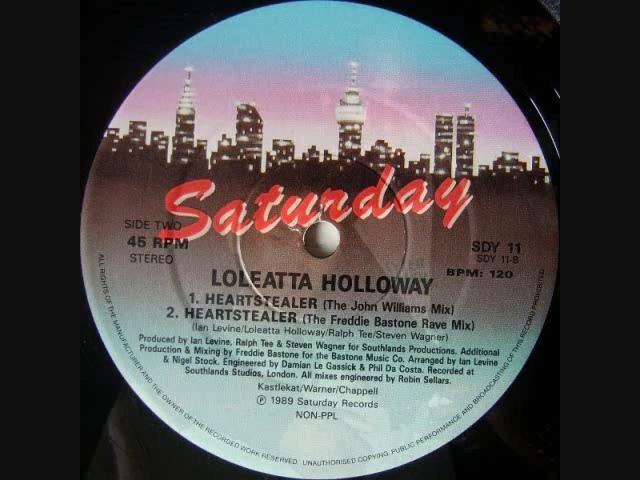 Saturday
SIDE TWO
45 RPM
STEREO
SDY 11
SDY 11-B
BPM: 120
LOLEATTA HOLLOWAY
1. HEARTSTEALER (The John Williams Mix)
2. HEARTSTEALER (The Freddie Bastone Rave Mix)
(Ian Levine/Loleatta Holloway/Ralph Tee/Steven Wagner)
Produced by Ian Levine, Ralph Tee & Steven Wagner for Southlands Productions. Additional
Production & Mixing by Freddie Bastone for the Bastone Music Co. Arranged by Ian Levine
& Nigel Stock. Engineered by Damian Le Gassick & Phil Da Costa. Recorded at
Southlands Studios, London. All mixes engineered by Robin Sellars.
Kastlekat/Warner/Chappell
℗ 1989 Saturday Records
NON-PPL
ALL RIGHTS OF THE MANUFACTURER AND THE OWNER OF THE RECORDED WORK RESERVED. UNAUTHORISED COPYING, PUBLIC PERFORMANCE AND BROADCASTING OF THIS RECORD PROHIBITED